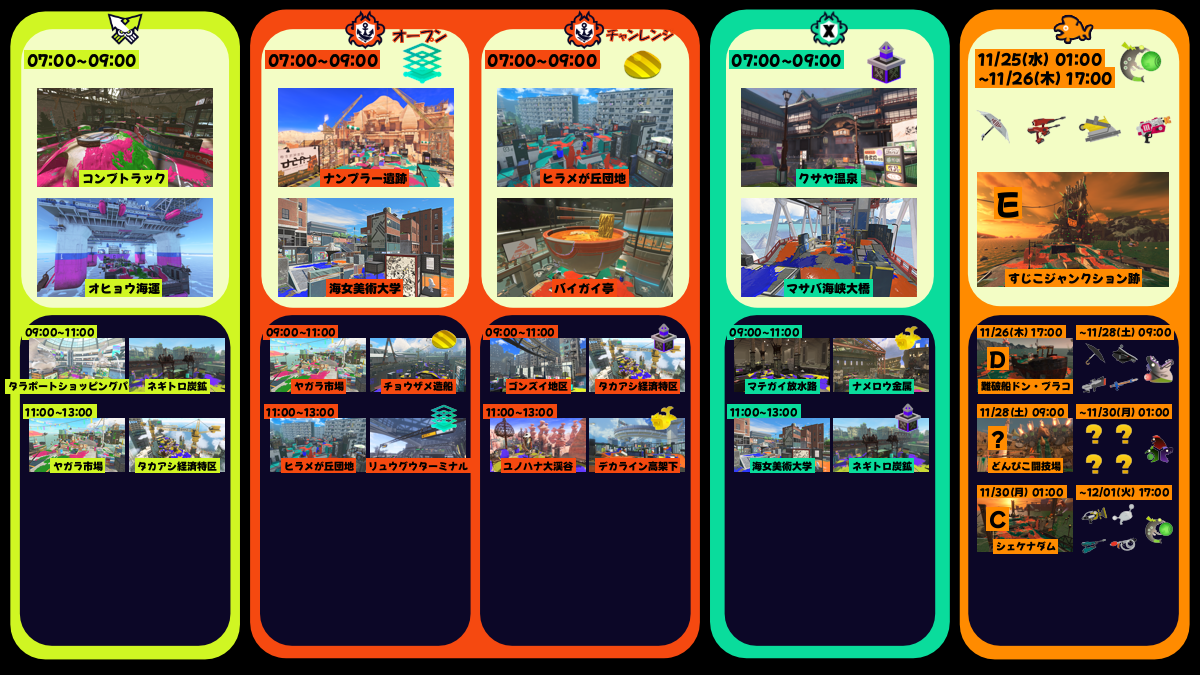 07:00~09:00
コンブトラック
オヒョウ海運
09:00~11:00
タラポートショッピングパ
ネギトロ炭鉱
11:00~13:00
ヤガラ市場
タカアシ経済特区
オープン
07:00~09:00
ナンプラー遺跡
海女美術大学
09:00~11:00
ヤガラ市場
チョウザメ造船
11:00~13:00
ヒラメが丘団地
リュウグウターミナル
チャレンジ
07:00~09:00
ヒラメが丘団地
バイガイ亭
09:00~11:00
ゴンズイ地区
タカアシ経済特区
11:00~13:00
ユノハナ大渓谷
デカライン高架下
X
07:00~09:00
クサヤ温泉
マサバ海峡大橋
09:00~11:00
マテガイ放水路
ナメロウ金属
11:00~13:00
海女美術大学
ネギトロ炭鉱
11/25(水) 01:00
~11/26(木) 17:00
E
すじこジャンクション跡
11/26(木) 17:00
~11/28(土) 09:00
D
難破船ドン・ブラコ
11/28(土) 09:00
~11/30(月) 01:00
?
? ?
? ?
どんぴこ闘技場
11/30(月) 01:00
~12/01(火) 17:00
C
シェケナダム